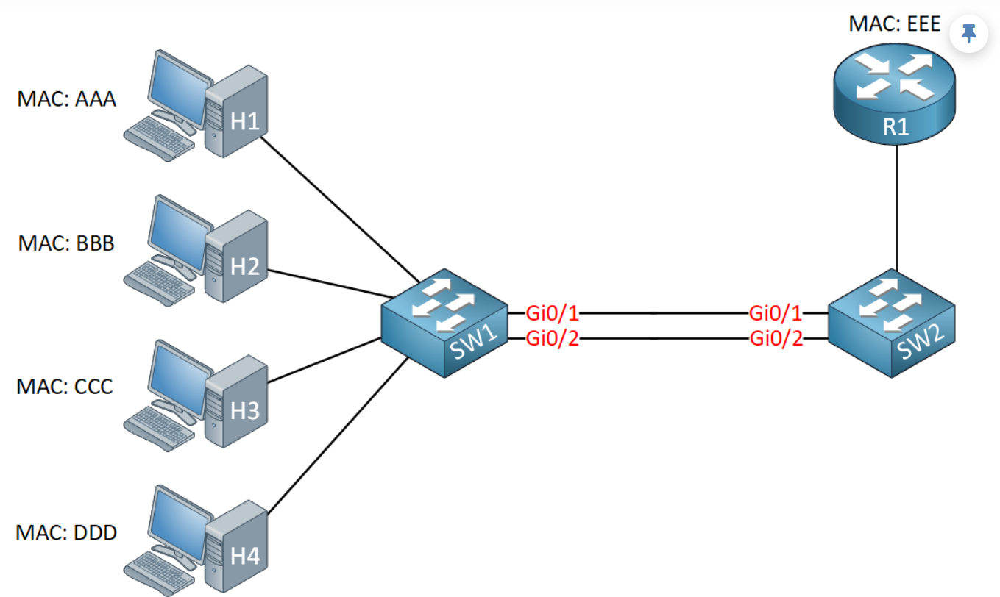 MAC: EEE
R1
MAC: AAA
H1
MAC: BBB
H2
Gi0/1 Gi0/1
Gi0/2 Gi0/2
SW1 SW2
MAC: CCC
H3
MAC: DDD
H4